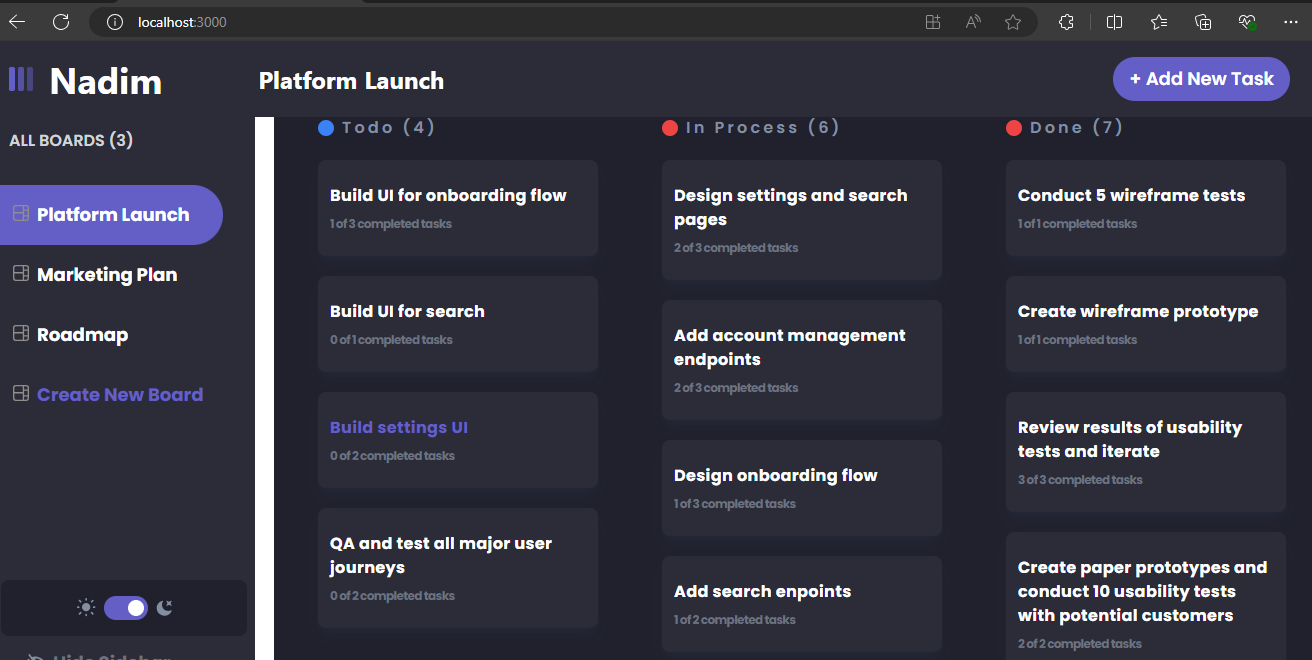 localhost:3000
Nadim
Platform Launch
+ Add New Task
ALL BOARDS (3)
Platform Launch
Marketing Plan
Roadmap
Create New Board
Hide Sidebar
Todo (4)
Build UI for onboarding flow
1 of 3 completed tasks
Build UI for search
0 of 1 completed tasks
Build settings UI
0 of 2 completed tasks
QA and test all major user
journeys
0 of 2 completed tasks
In Process (6)
Design settings and search
pages
2 of 3 completed tasks
Add account management
endpoints
2 of 3 completed tasks
Design onboarding flow
1 of 3 completed tasks
Add search enpoints
1 of 2 completed tasks
Done (7)
Conduct 5 wireframe tests
1 of 1 completed tasks
Create wireframe prototype
1 of 1 completed tasks
Review results of usability
tests and iterate
3 of 3 completed tasks
Create paper prototypes and
conduct 10 usability tests
with potential customers
2 of 2 completed tasks